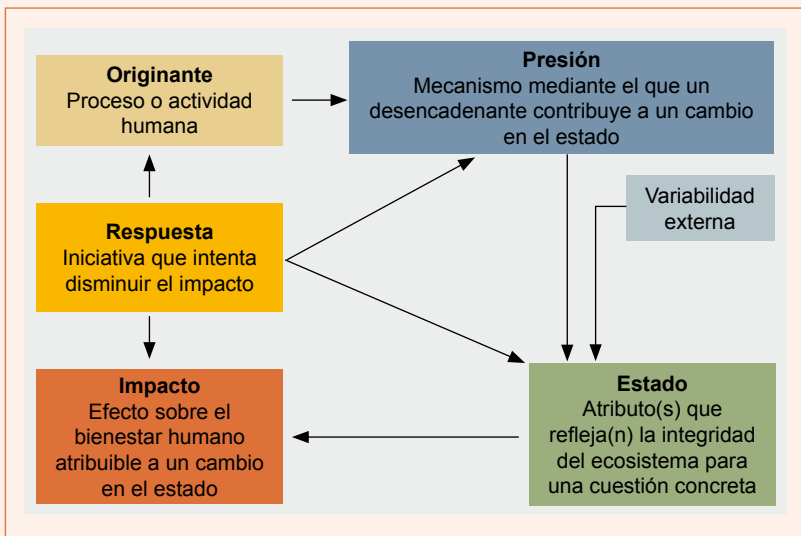 Originante
Proceso o actividad
humana
Presión
Mecanismo mediante el que un
desencadenante contribuye a un cambio
en el estado
Variabilidad
externa
Respuesta
Iniciativa que intenta
disminuir el impacto
Impacto
Efecto sobre el
bienestar humano
atribuible a un cambio
en el estado
Estado
Atributo(s) que
refleja(n) la integridad
del ecosistema para
una cuestión concreta